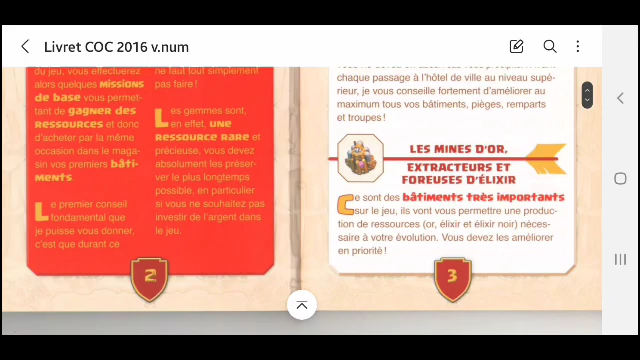 Livret COC 2016 v.num
du jeu, vous effectuerez
alors quelques missions
de base vous permet-
tant de gagner des
ressources et donc
d'acheter par la même
occasion dans le maga-
sin vos premiers bâti-
ments.
Le premier conseil
fondamental que
je puisse vous donner,
c'est que durant ce
ne faut tout simplement
pas faire !
Les gemmes sont,
en effet, une
ressource rare et
précieuse, vous devez
absolument les préser-
ver le plus longtemps
possible, en particulier
si vous ne souhaitez pas
investir de l'argent dans
le jeu.
2
chaque passage à l'hôtel de ville au niveau supé-
rieur, je vous conseille fortement d'améliorer au
maximum tous vos bâtiments, pièges, remparts
et troupes !
LES MINES D'OR,
EXTRACTEURS ET
FOREUSES D'ÉLIXIR
Ce sont des bâtiments très importants
sur le jeu, ils vont vous permettre une produc-
tion de ressources (or, élixir et élixir noir) néces-
saire à votre évolution. Vous devez les améliorer
en priorité !
3